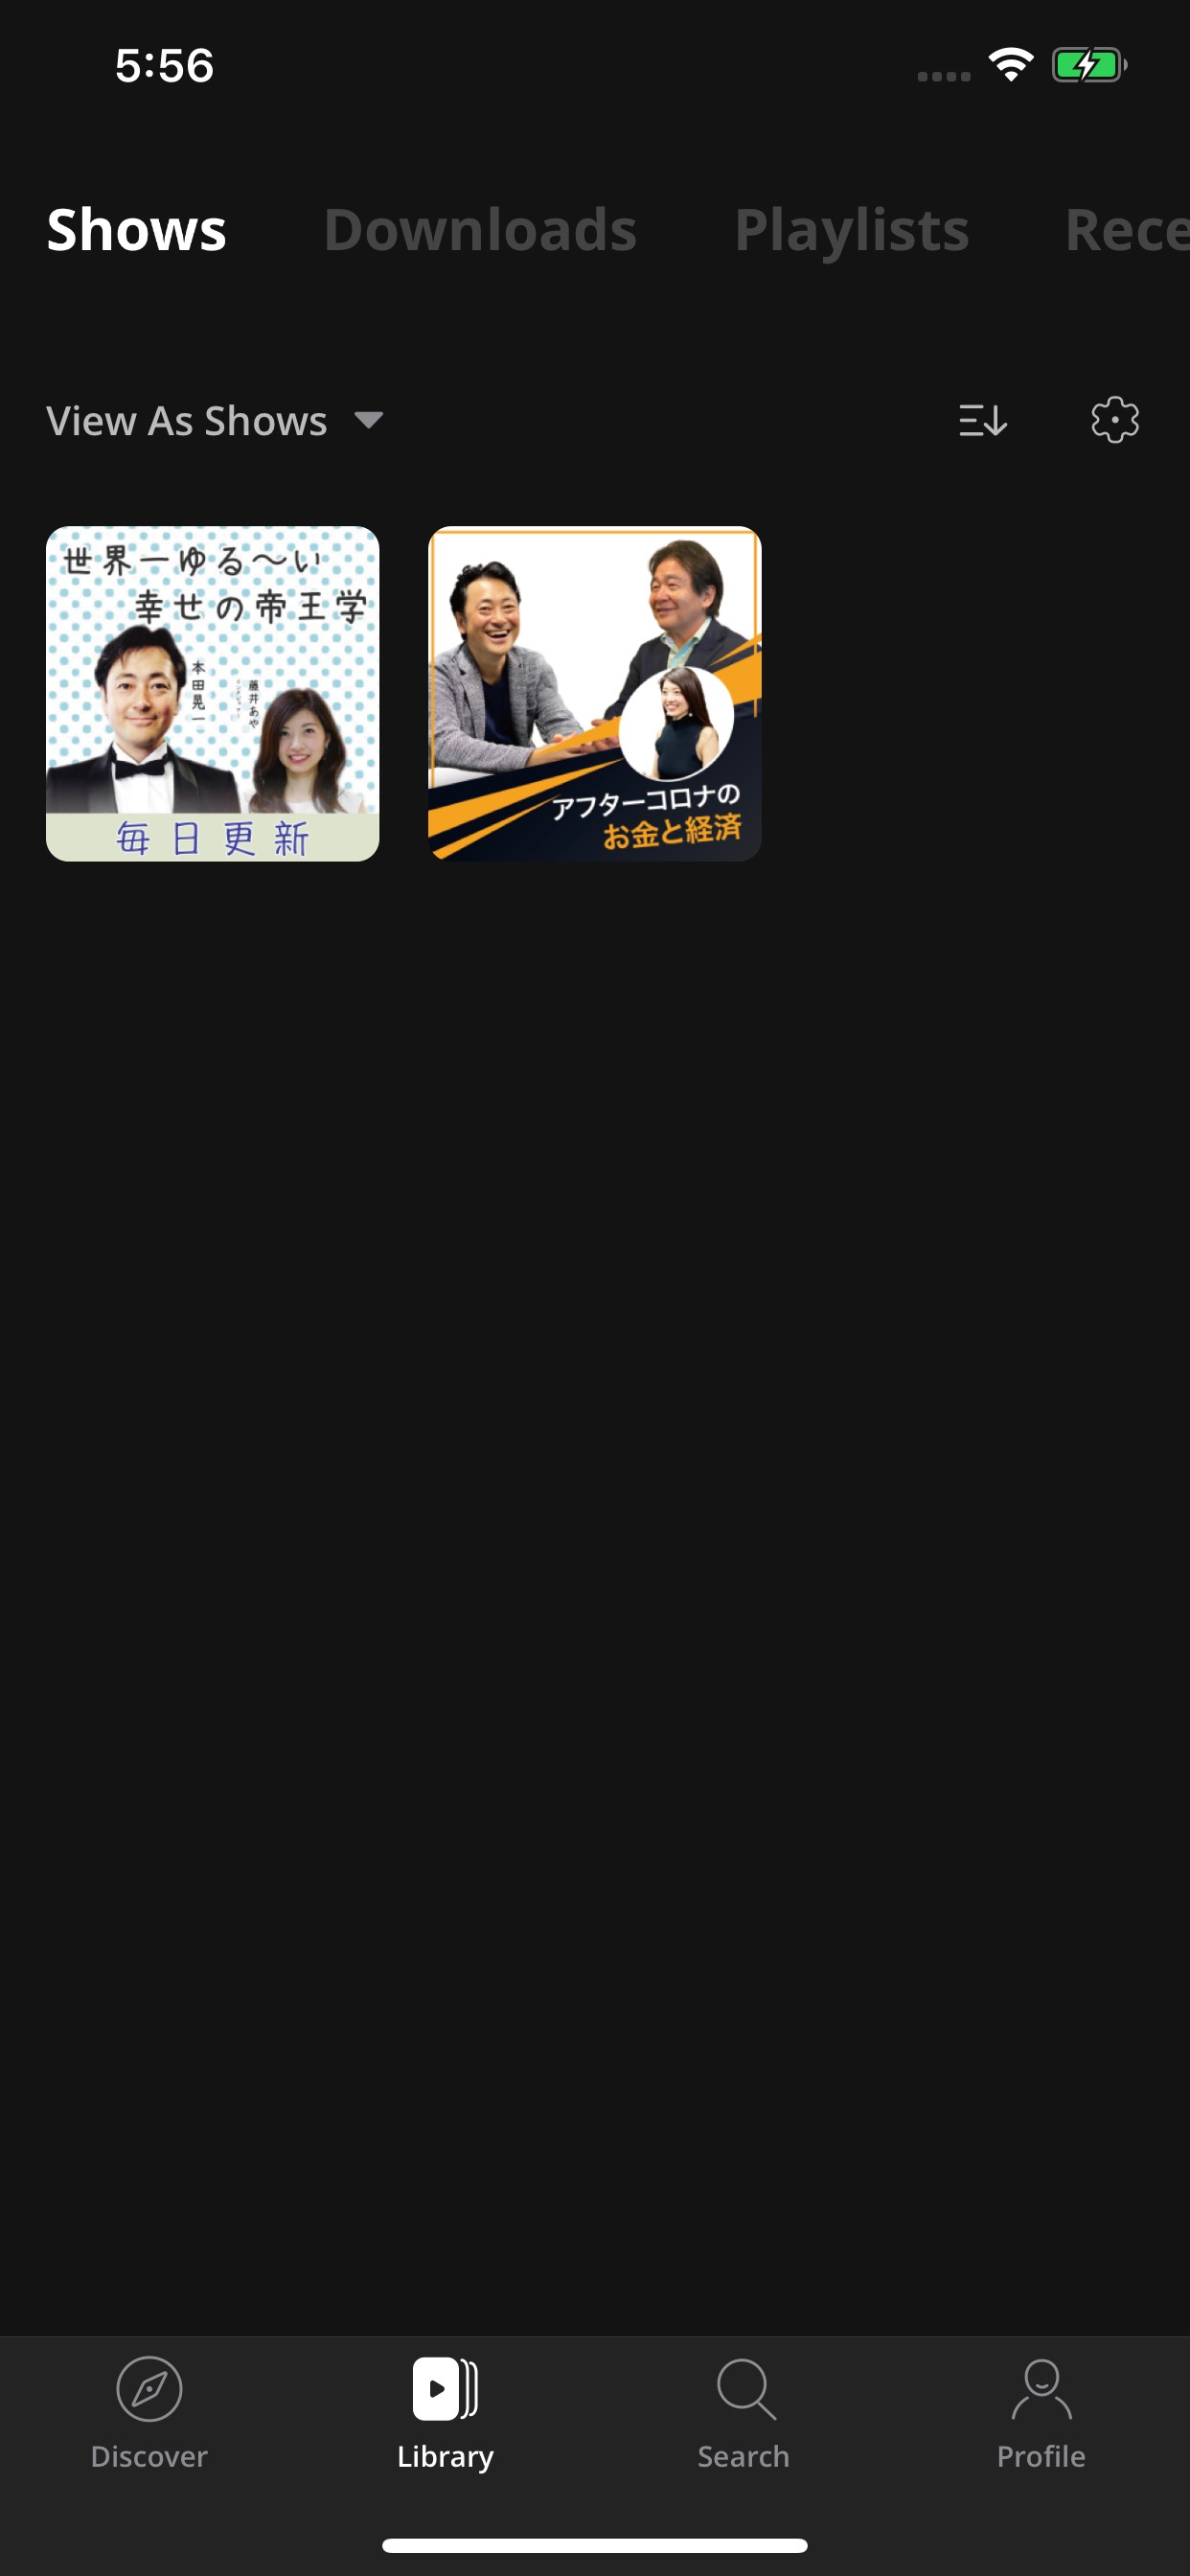 5:56
Shows
Downloads
Playlists
Rece
View As Shows
世界一ゆる〜い
幸せの帝王学
本田晃一
藤井あや
毎日更新
アフターコロナの
お金と経済
Discover
Library
Search
Profile